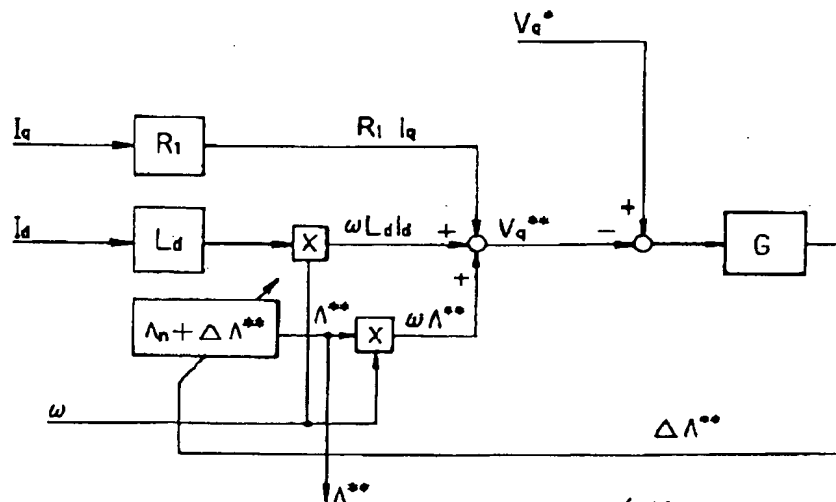 Vq*
Iq
R1
R1 Iq
Id
Ld
X
ωLdId
+
Vq**
−
+
G
+
Λn + ΔΛ**
Λ**
X
ωΛ**
ω
ΔΛ**
Λ**